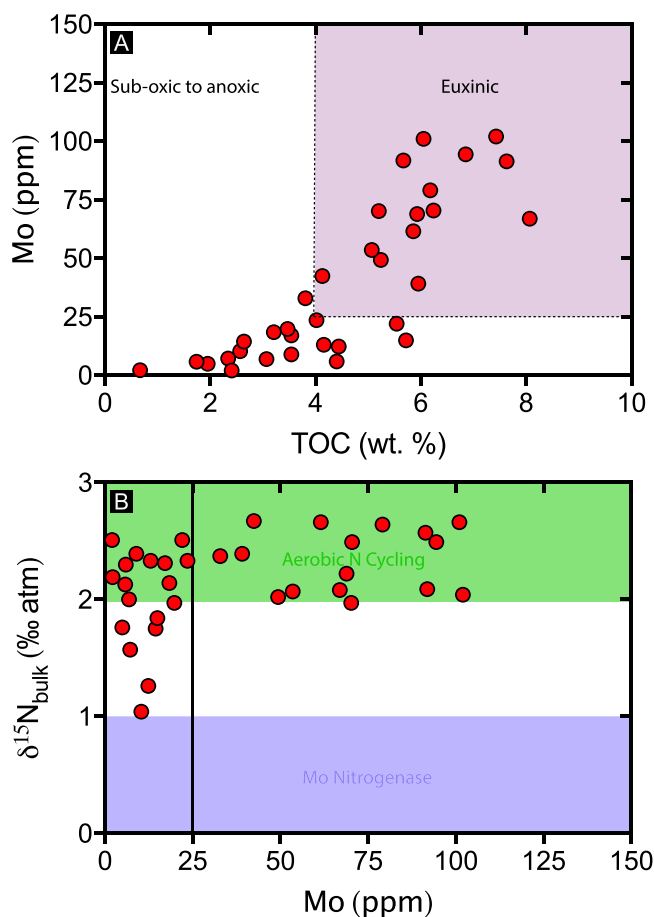 A
Sub-oxic to anoxic
Euxinic
150
125
100
75
50
25
0
Mo (ppm)
0 2 4 6 8 10
TOC (wt. %)
B
Aerobic N Cycling
Mo Nitrogenase
3
2
1
0
δ¹⁵N_bulk (‰ atm)
0 25 50 75 100 125 150
Mo (ppm)